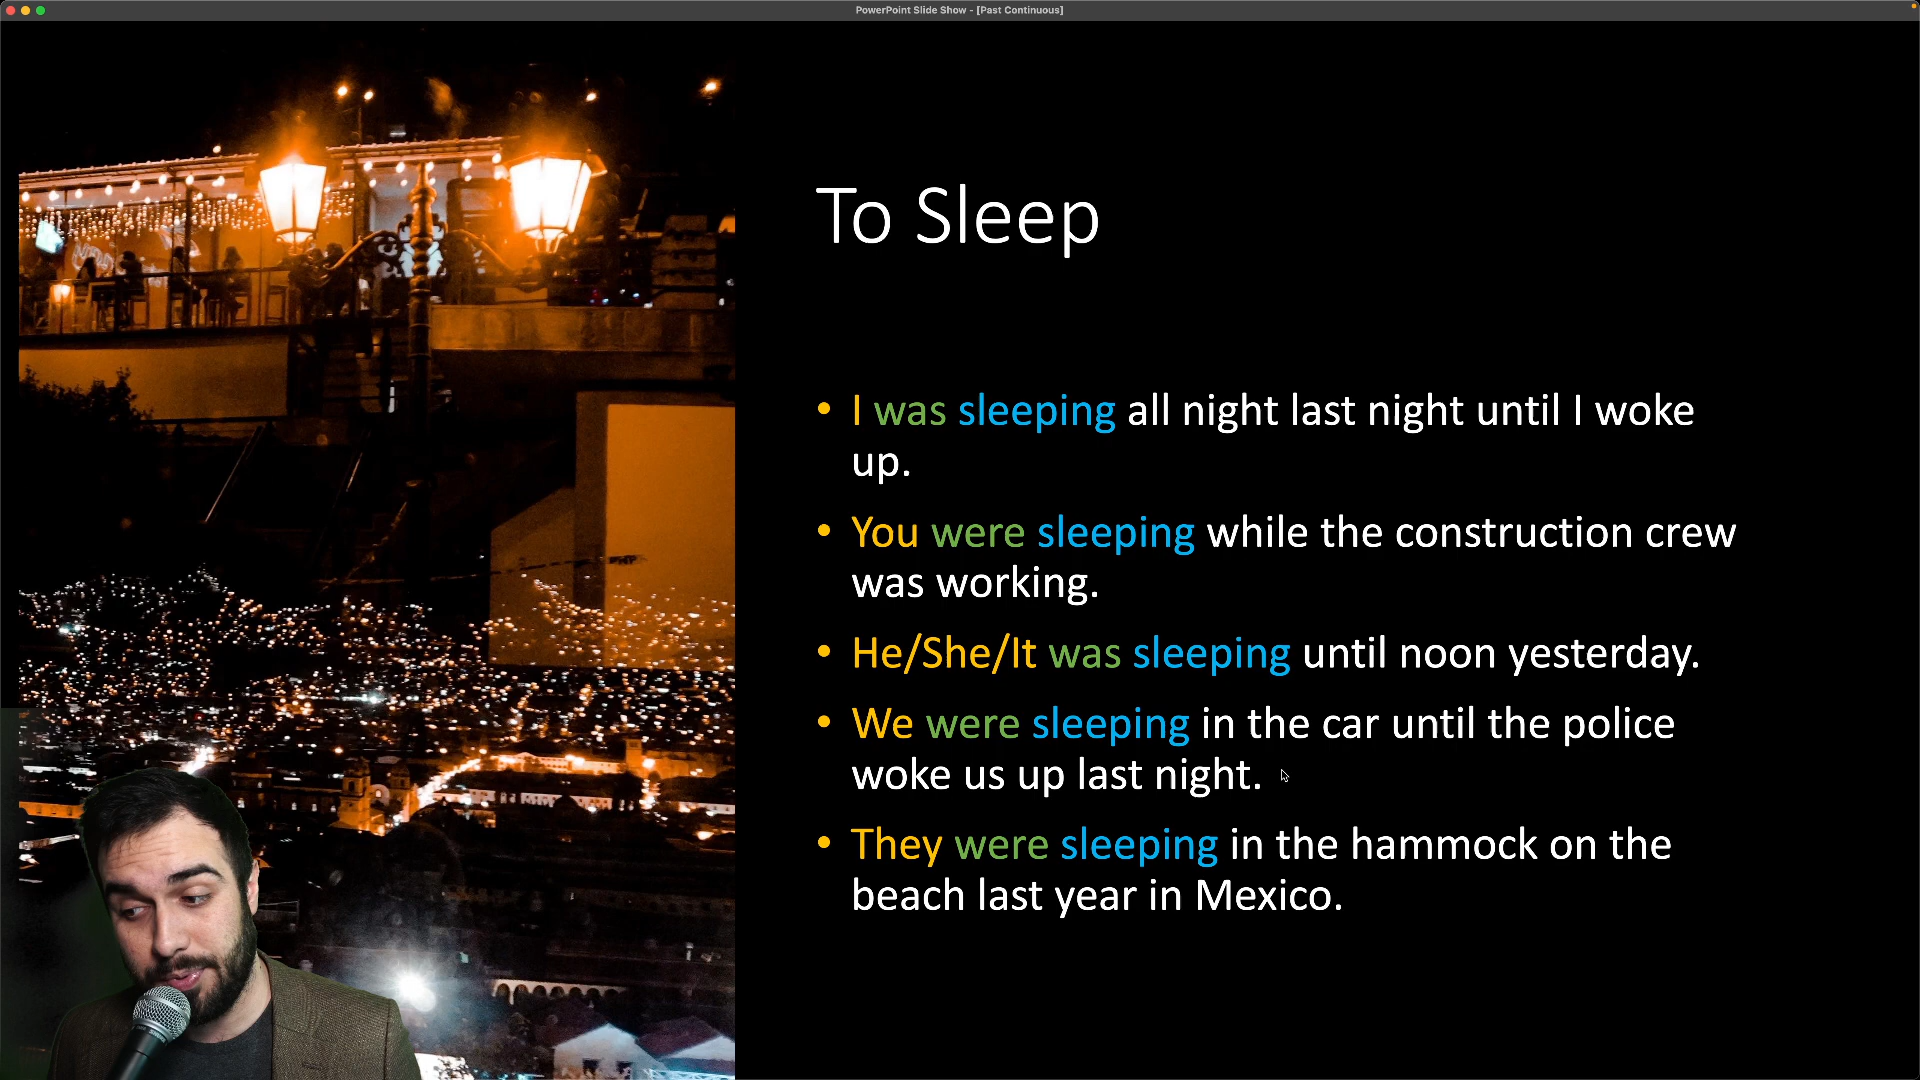 PowerPoint Slide Show - [Past Continuous]
To Sleep
• I was sleeping all night last night until I woke
up.
• You were sleeping while the construction crew
was working.
• He/She/It was sleeping until noon yesterday.
• We were sleeping in the car until the police
woke us up last night.
• They were sleeping in the hammock on the
beach last year in Mexico.